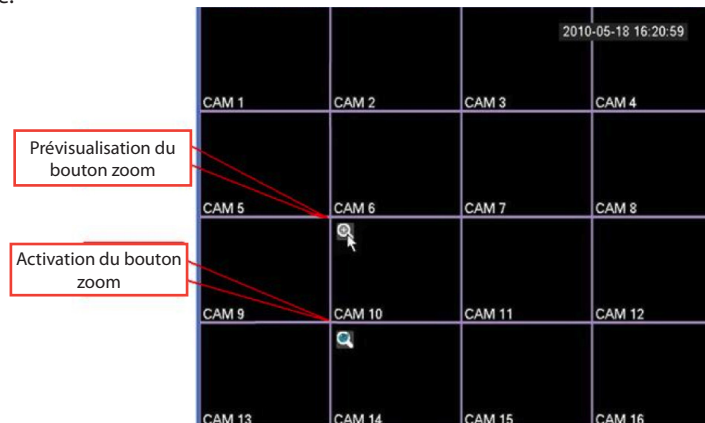 2010-05-18 16:20:59
CAM 1 CAM 2 CAM 3 CAM 4
Prévisualisation du
bouton zoom
CAM 5 CAM 6 CAM 7 CAM 8
Activation du bouton
zoom
CAM 9 CAM 10 CAM 11 CAM 12
CAM 13 CAM 14 CAM 15 CAM 16